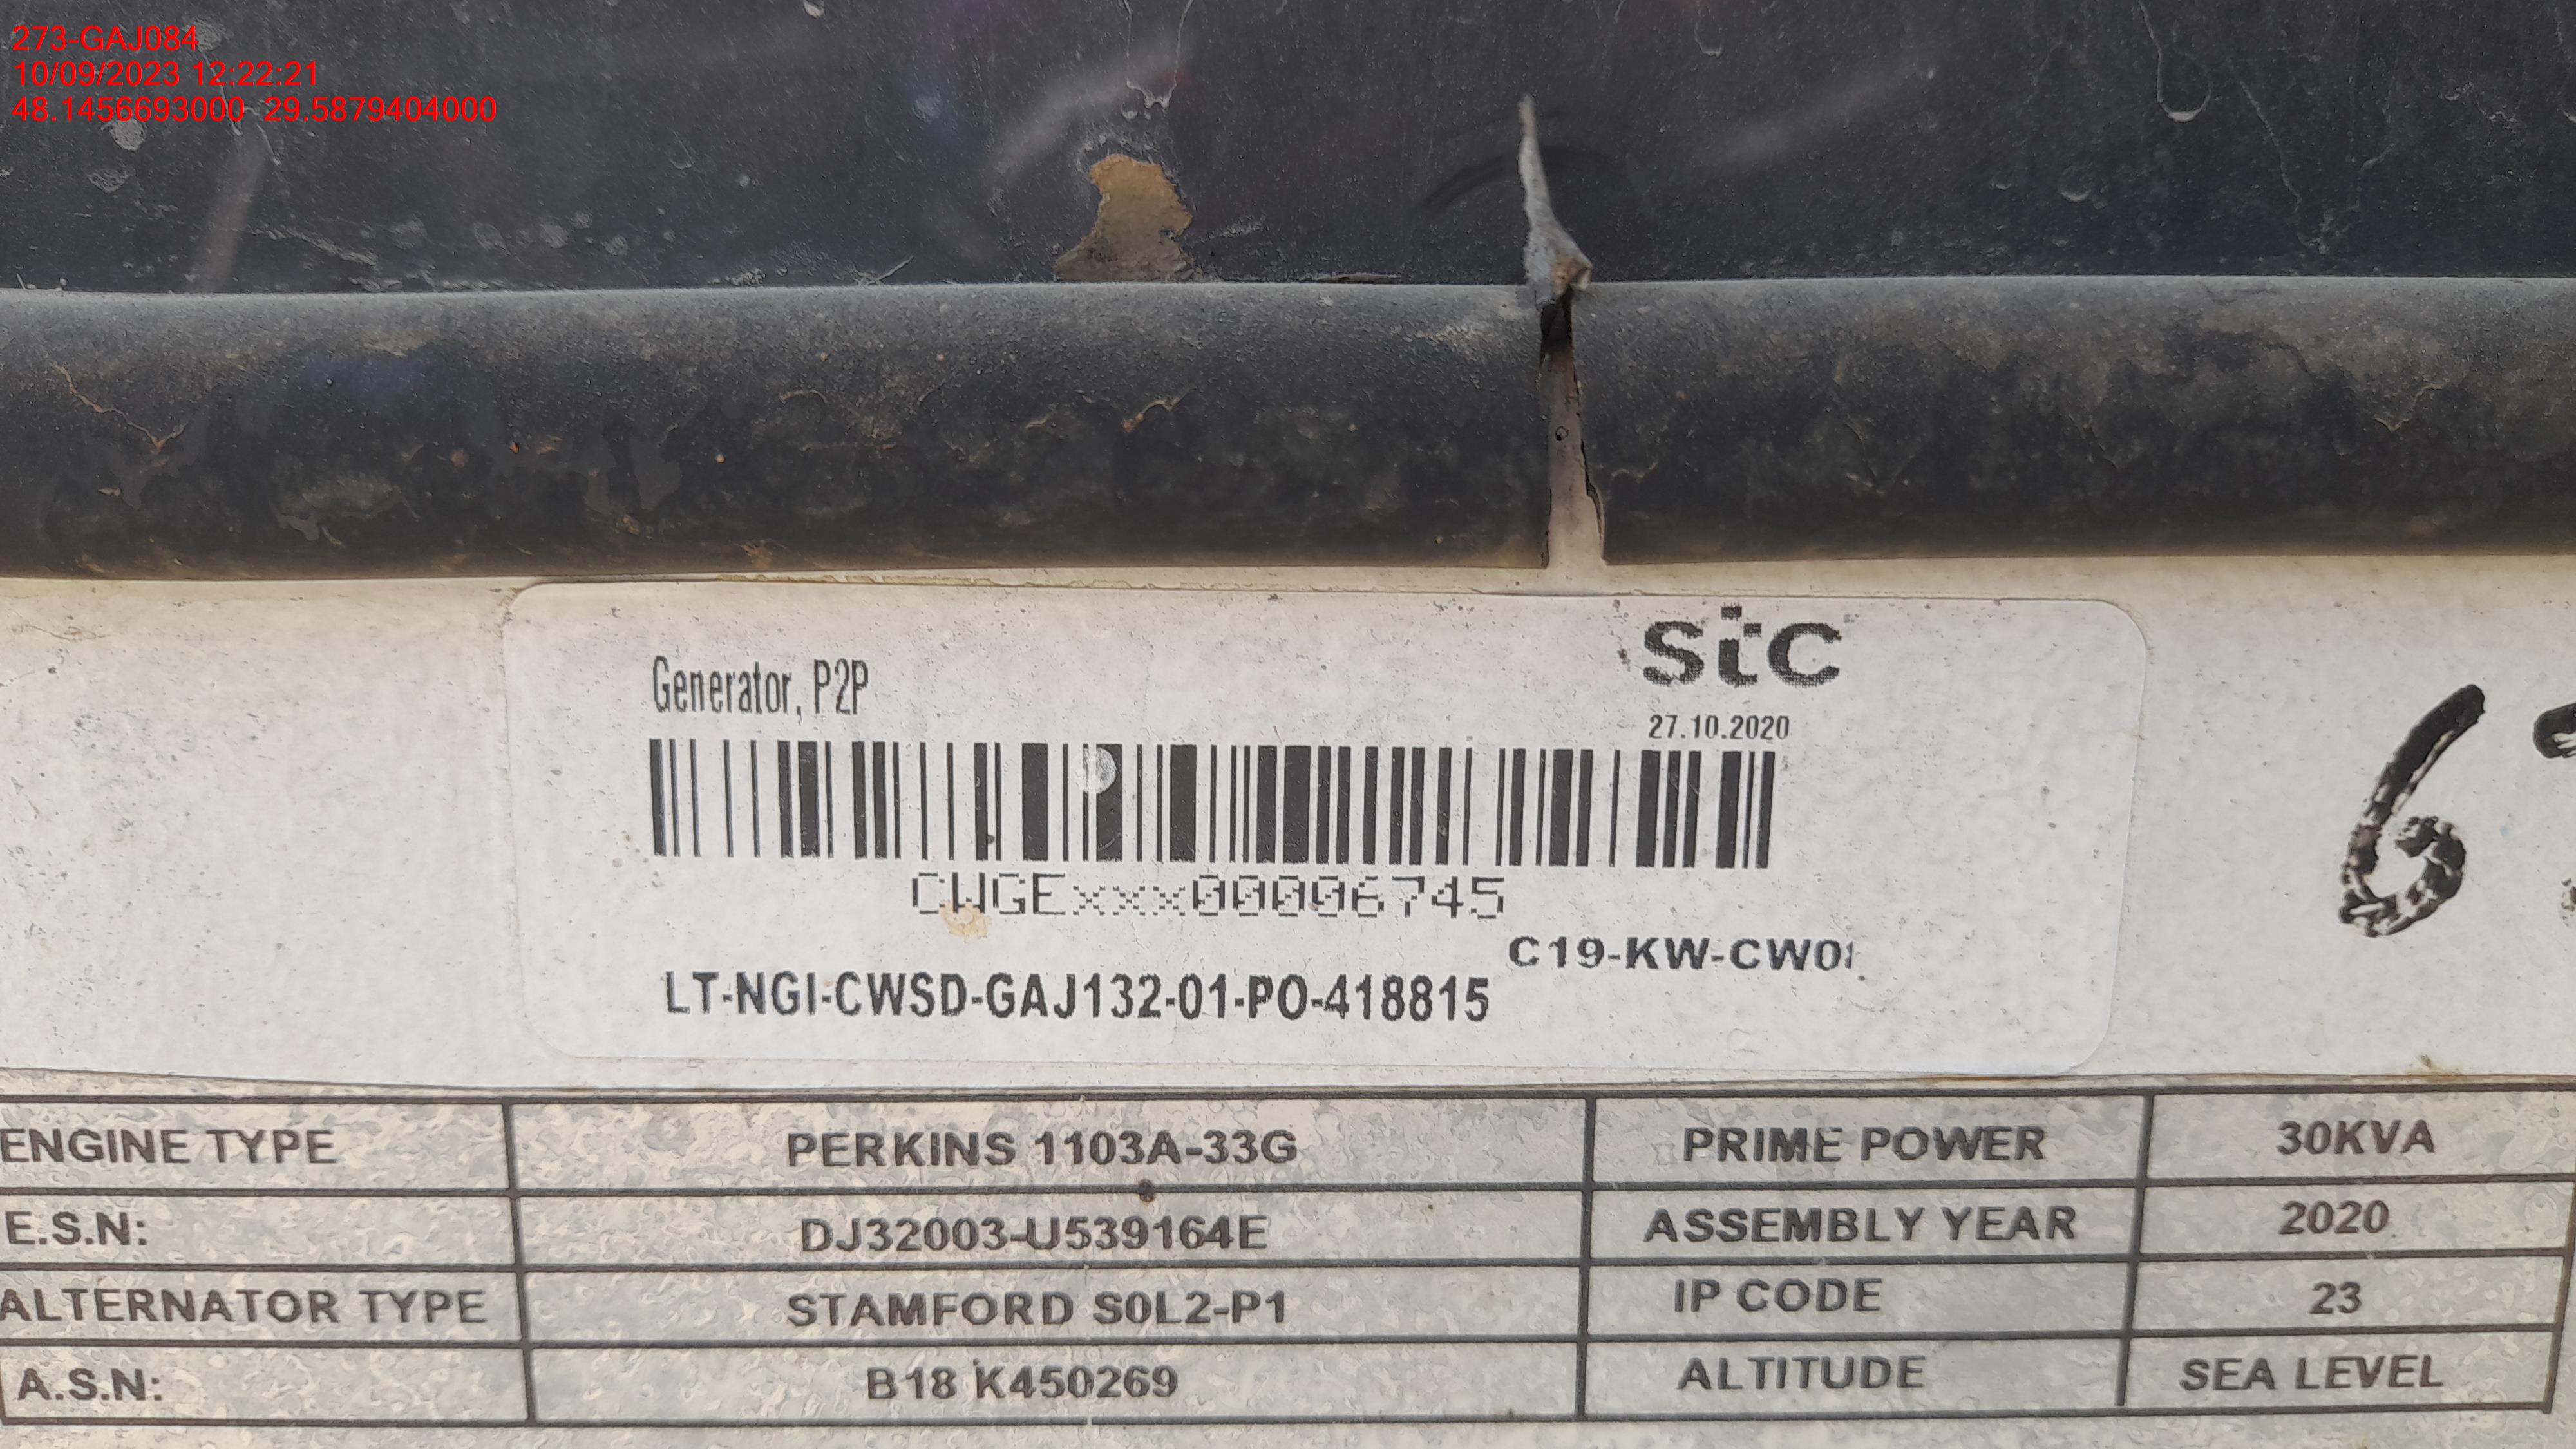 273-GAJ084
10/09/2023 12:22:21
48.1456693000 29.5879404000
stc
Generator, P2P
27.10.2020
CWGExxx00006745
C19-KW-CW0
LT-NGI-CWSD-GAJ132-01-PO-418815
6
ENGINE TYPE PERKINS 1103A-33G PRIME POWER 30KVA
E.S.N: DJ32003-U539164E ASSEMBLY YEAR 2020
ALTERNATOR TYPE STAMFORD S0L2-P1 IP CODE 23
A.S.N: B18 K450269 ALTITUDE SEA LEVEL